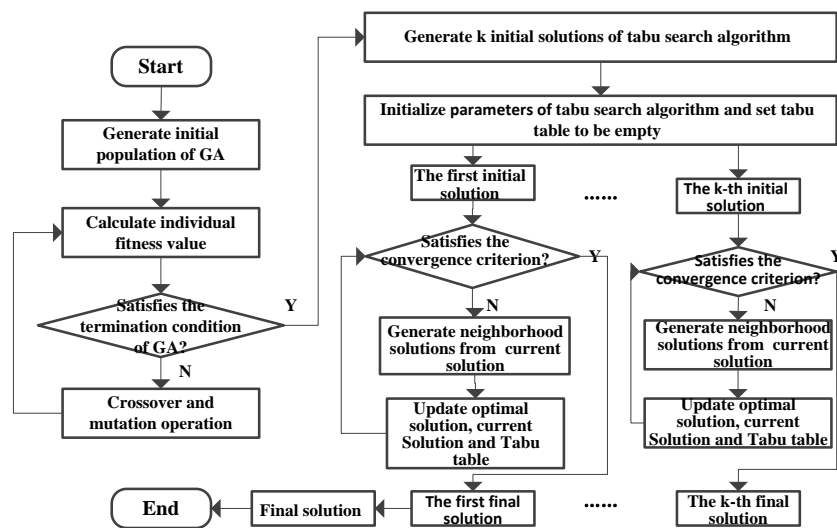 Start
Generate initial
population of GA
Calculate individual
fitness value
Satisfies the
termination condition
of GA?
Y
N
Crossover and
mutation operation
Generate k initial solutions of tabu search algorithm
Initialize parameters of tabu search algorithm and set tabu
table to be empty
The first initial
solution
......
The k-th initial
solution
Satisfies the
convergence criterion?
Y
N
Generate neighborhood
solutions from current
solution
Update optimal
solution, current
Solution and Tabu
table
Satisfies the
convergence criterion?
Y
N
Generate neighborhood
solutions from current
solution
Update optimal
solution, current
Solution and Tabu table
End
Final solution
The first final
solution
......
The k-th final
solution